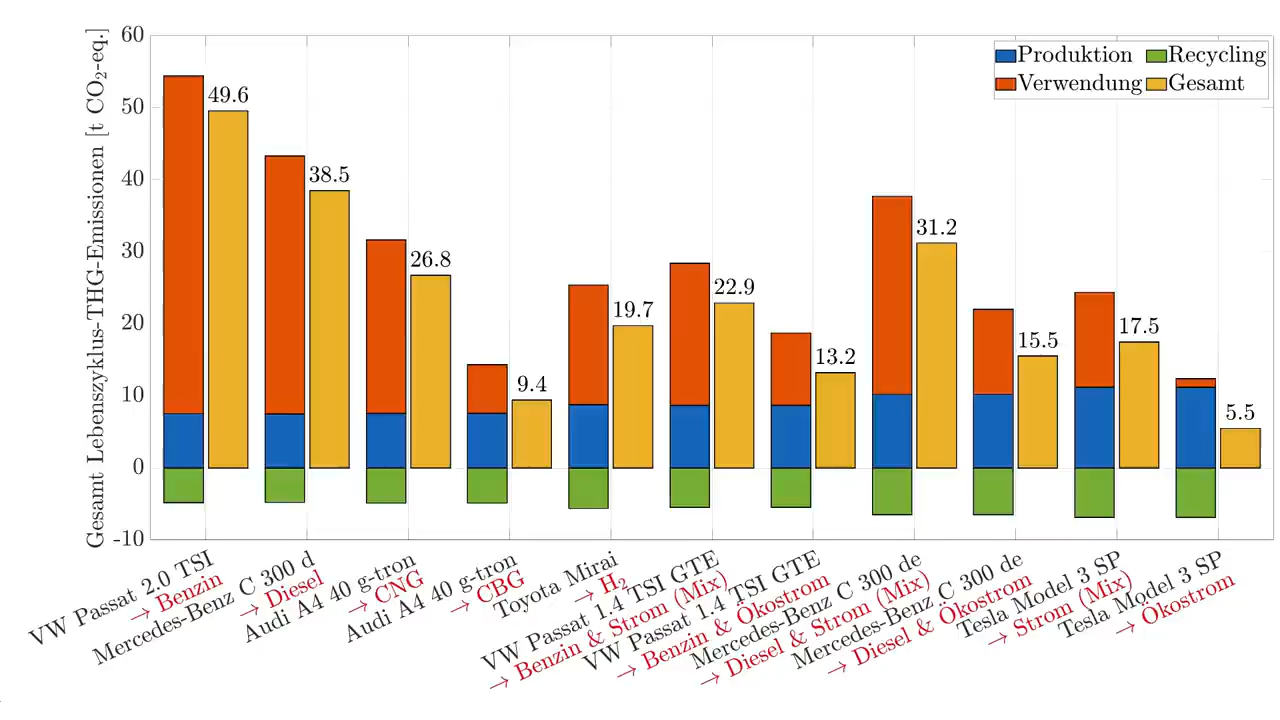 Gesamt Lebenszyklus-THG-Emissionen [t CO₂-eq.]
60
50
40
30
20
10
0
-10
Produktion
Recycling
Verwendung
Gesamt
49.6
38.5
26.8
9.4
19.7
22.9
13.2
31.2
15.5
17.5
5.5
VW Passat 2.0 TSI
→ Benzin
Mercedes-Benz C 300 d
→ Diesel
Audi A4 40 g-tron
→ CNG
Audi A4 40 g-tron
→ CBG
Toyota Mirai
→ H₂
VW Passat 1.4 TSI GTE
→ Benzin & Strom (Mix)
VW Passat 1.4 TSI GTE
→ Benzin & Ökostrom
Mercedes-Benz C 300 de
→ Diesel & Strom (Mix)
Mercedes-Benz C 300 de
→ Diesel & Ökostrom
Tesla Model 3 SP
→ Strom (Mix)
Tesla Model 3 SP
→ Ökostrom